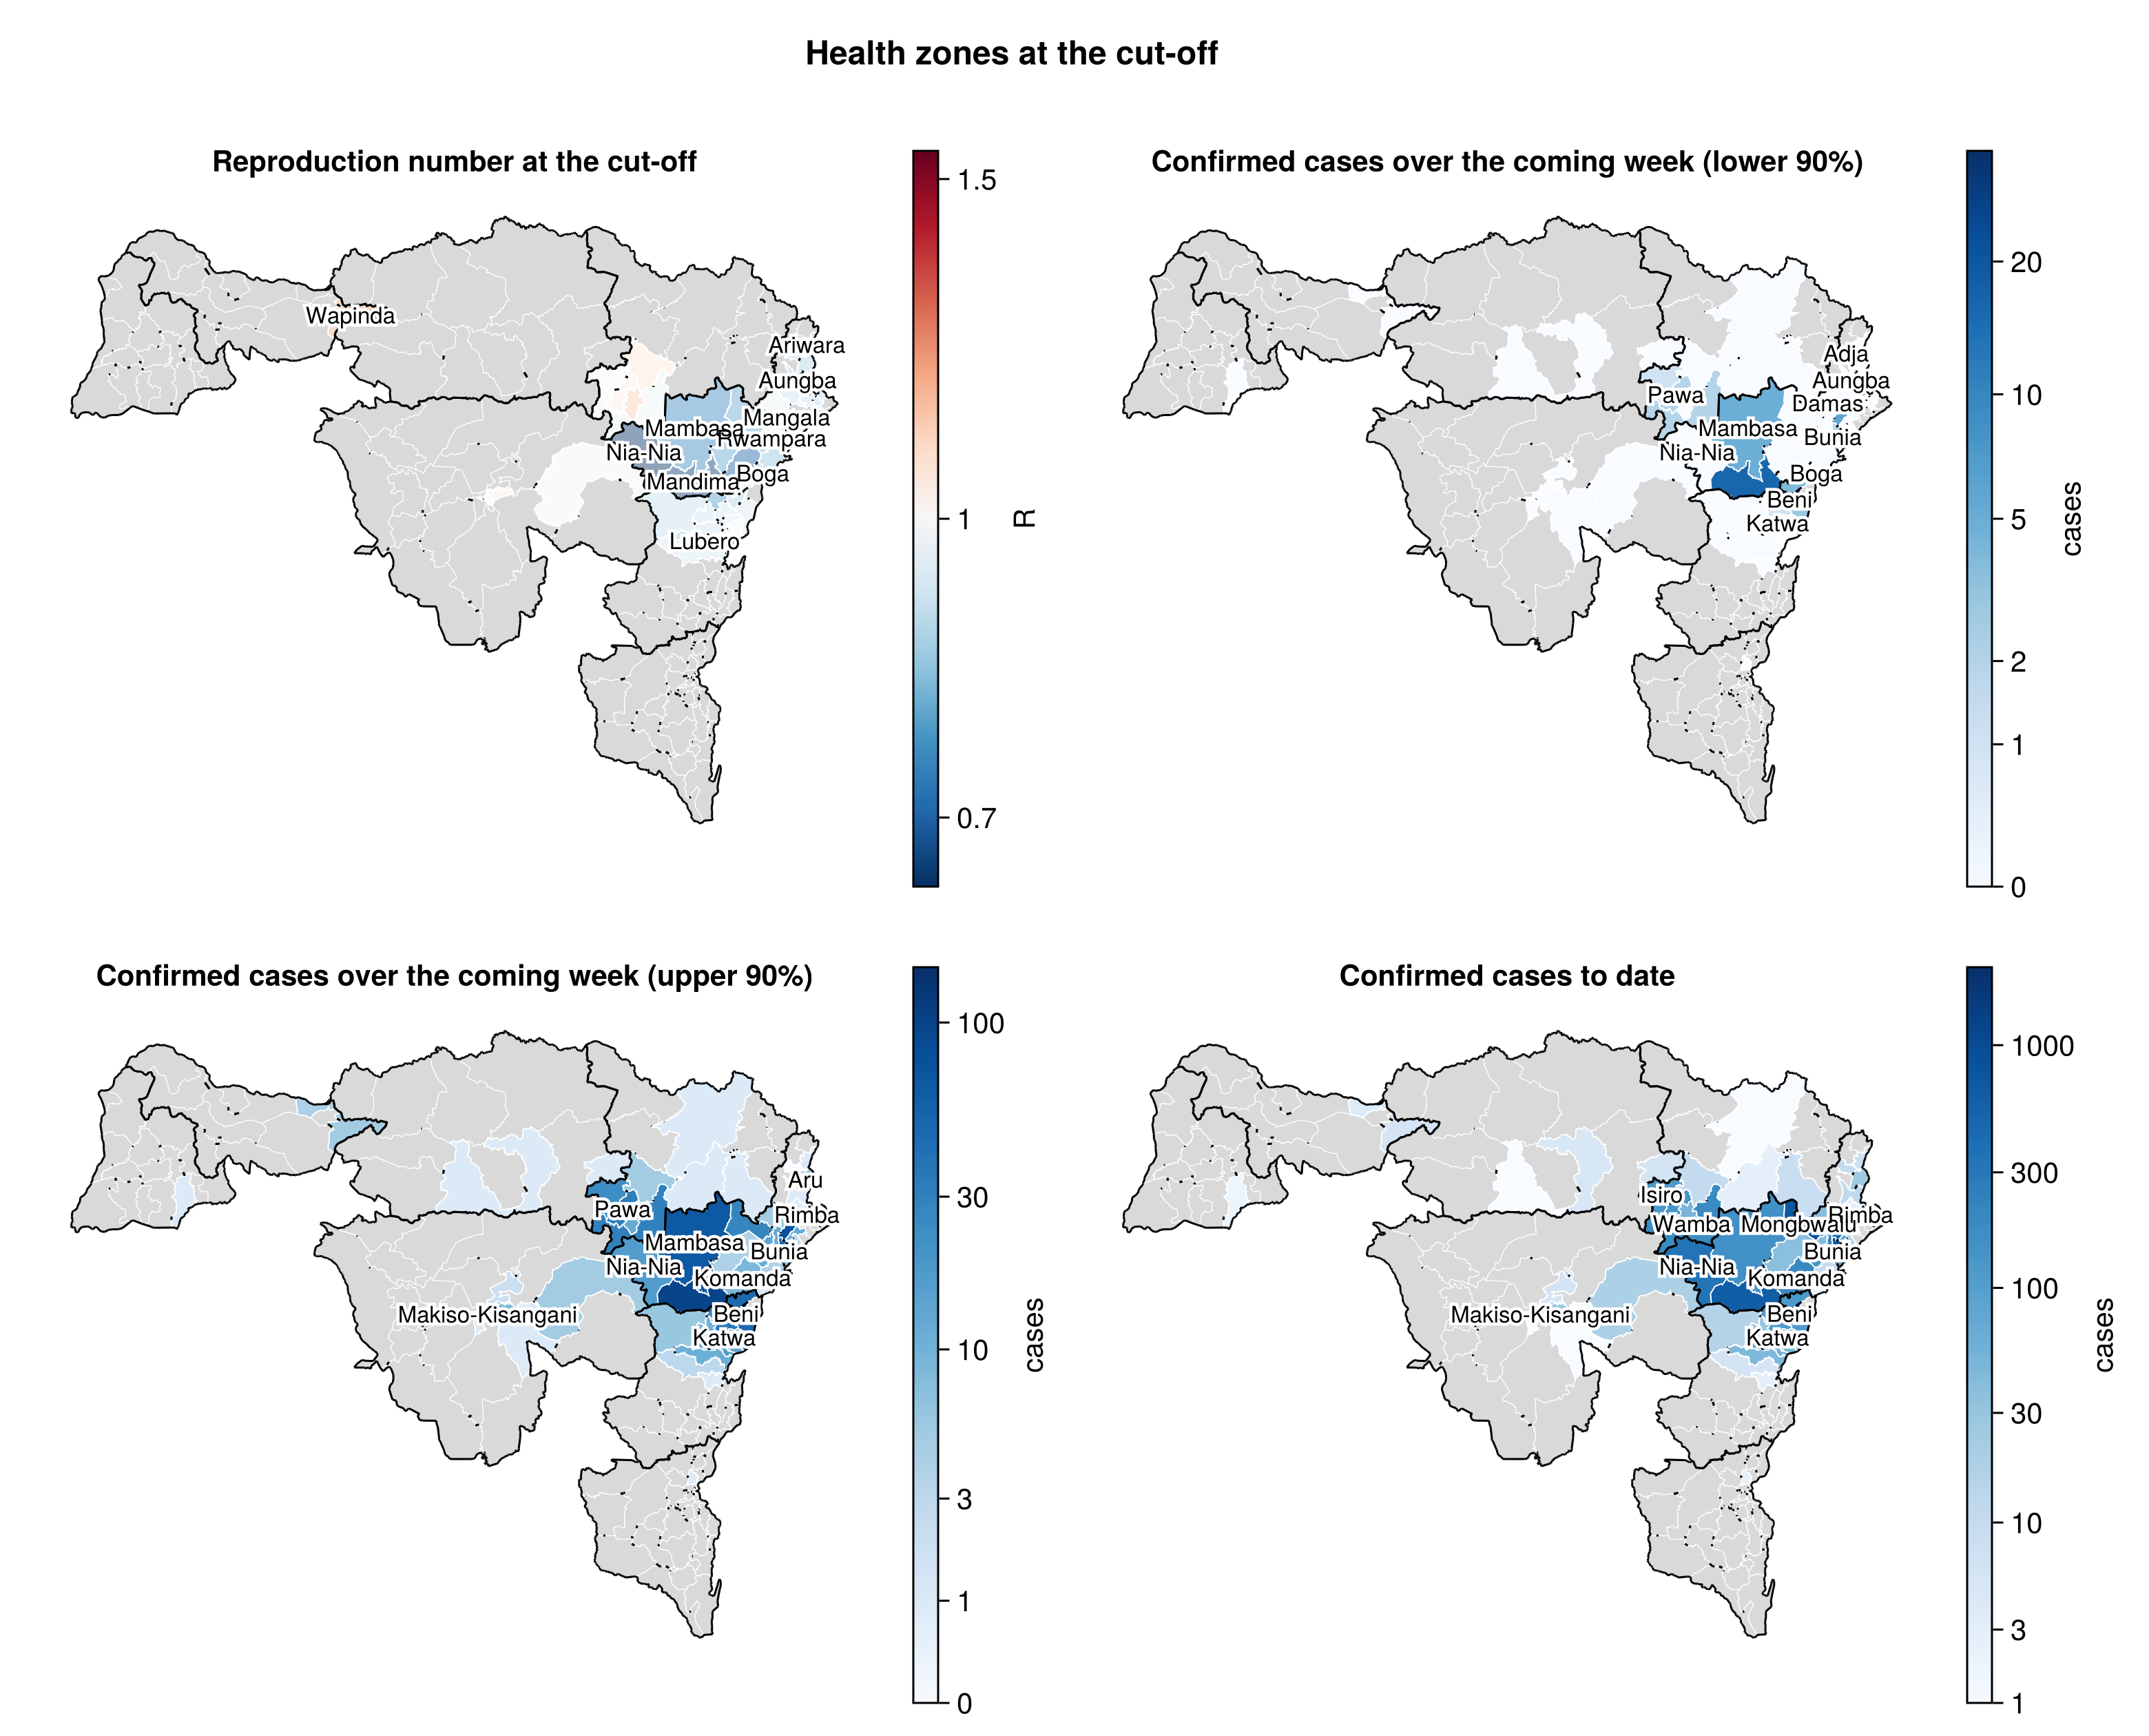 Health zones at the cut-off
Reproduction number at the cut-off
Wapinda
Ariwara
Aungba
Mangala
Mambasa
Rwampara
Nia-Nia
Boga
Mandima
Lubero
1.5
1
0.7
R
Confirmed cases over the coming week (lower 90%)
Adja
Aungba
Pawa
Damas
Mambasa
Bunia
Nia-Nia
Boga
Beni
Katwa
20
10
5
2
1
0
cases
Confirmed cases over the coming week (upper 90%)
Aru
Pawa
Rimba
Mambasa
Bunia
Nia-Nia
Komanda
Makiso-Kisangani
Beni
Katwa
100
30
10
3
1
0
cases
Confirmed cases to date
Isiro
Rimba
Wamba
Mongbwalu
Bunia
Nia-Nia
Komanda
Makiso-Kisangani
Beni
Katwa
1000
300
100
30
10
3
1
cases